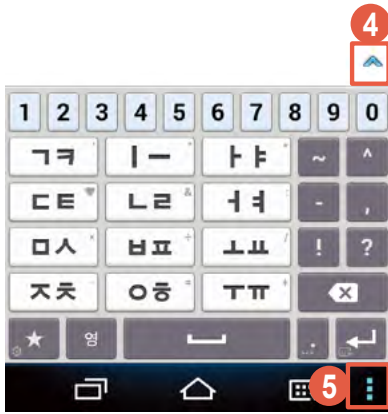 4
1 2 3 4 5 6 7 8 9 0
ㄱㅋ ㅣㅡ ㅏㅑ ~ ^
ㄷㅌ ♥ ㄴㄹ & ㅓㅕ : - ,
ㅁㅅ × ㅂㅍ ÷ ㅗㅛ / ! ?
ㅈㅊ ㅇㅎ = ㅜㅠ +
★ 영 .
5